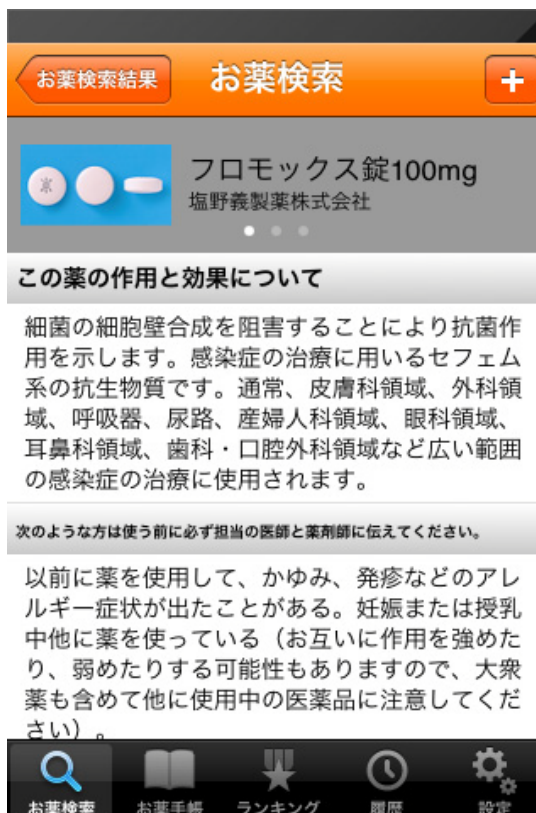 お薬検索結果
お薬検索
+
フロモックス錠100mg
塩野義製薬株式会社
この薬の作用と効果について
細菌の細胞壁合成を阻害することにより抗菌作
用を示します。感染症の治療に用いるセフェム
系の抗生物質です。通常、皮膚科領域、外科領
域、呼吸器、尿路、産婦人科領域、眼科領域、
耳鼻科領域、歯科・口腔外科領域など広い範囲
の感染症の治療に使用されます。
次のような方は使う前に必ず担当の医師と薬剤師に伝えてください。
以前に薬を使用して、かゆみ、発疹などのアレ
ルギー症状が出たことがある。妊娠または授乳
中他に薬を使っている（お互いに作用を強めた
り、弱めたりする可能性もありますので、大衆
薬も含めて他に使用中の医薬品に注意してくだ
さい）。
お薬検索
お薬手帳
ランキング
履歴
設定